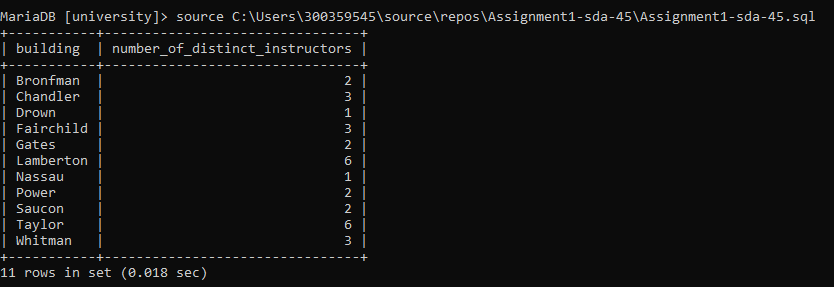 MariaDB [university]> source C:\Users\300359545\source\repos\Assignment1-sda-45\Assignment1-sda-45.sql
+-----------+--------------------------------+
| building  | number_of_distinct_instructors |
+-----------+--------------------------------+
| Bronfman  |                              2 |
| Chandler  |                              3 |
| Drown     |                              1 |
| Fairchild |                              3 |
| Gates     |                              2 |
| Lamberton |                              6 |
| Nassau    |                              1 |
| Power     |                              2 |
| Saucon    |                              2 |
| Taylor    |                              6 |
| Whitman   |                              3 |
+-----------+--------------------------------+
11 rows in set (0.018 sec)